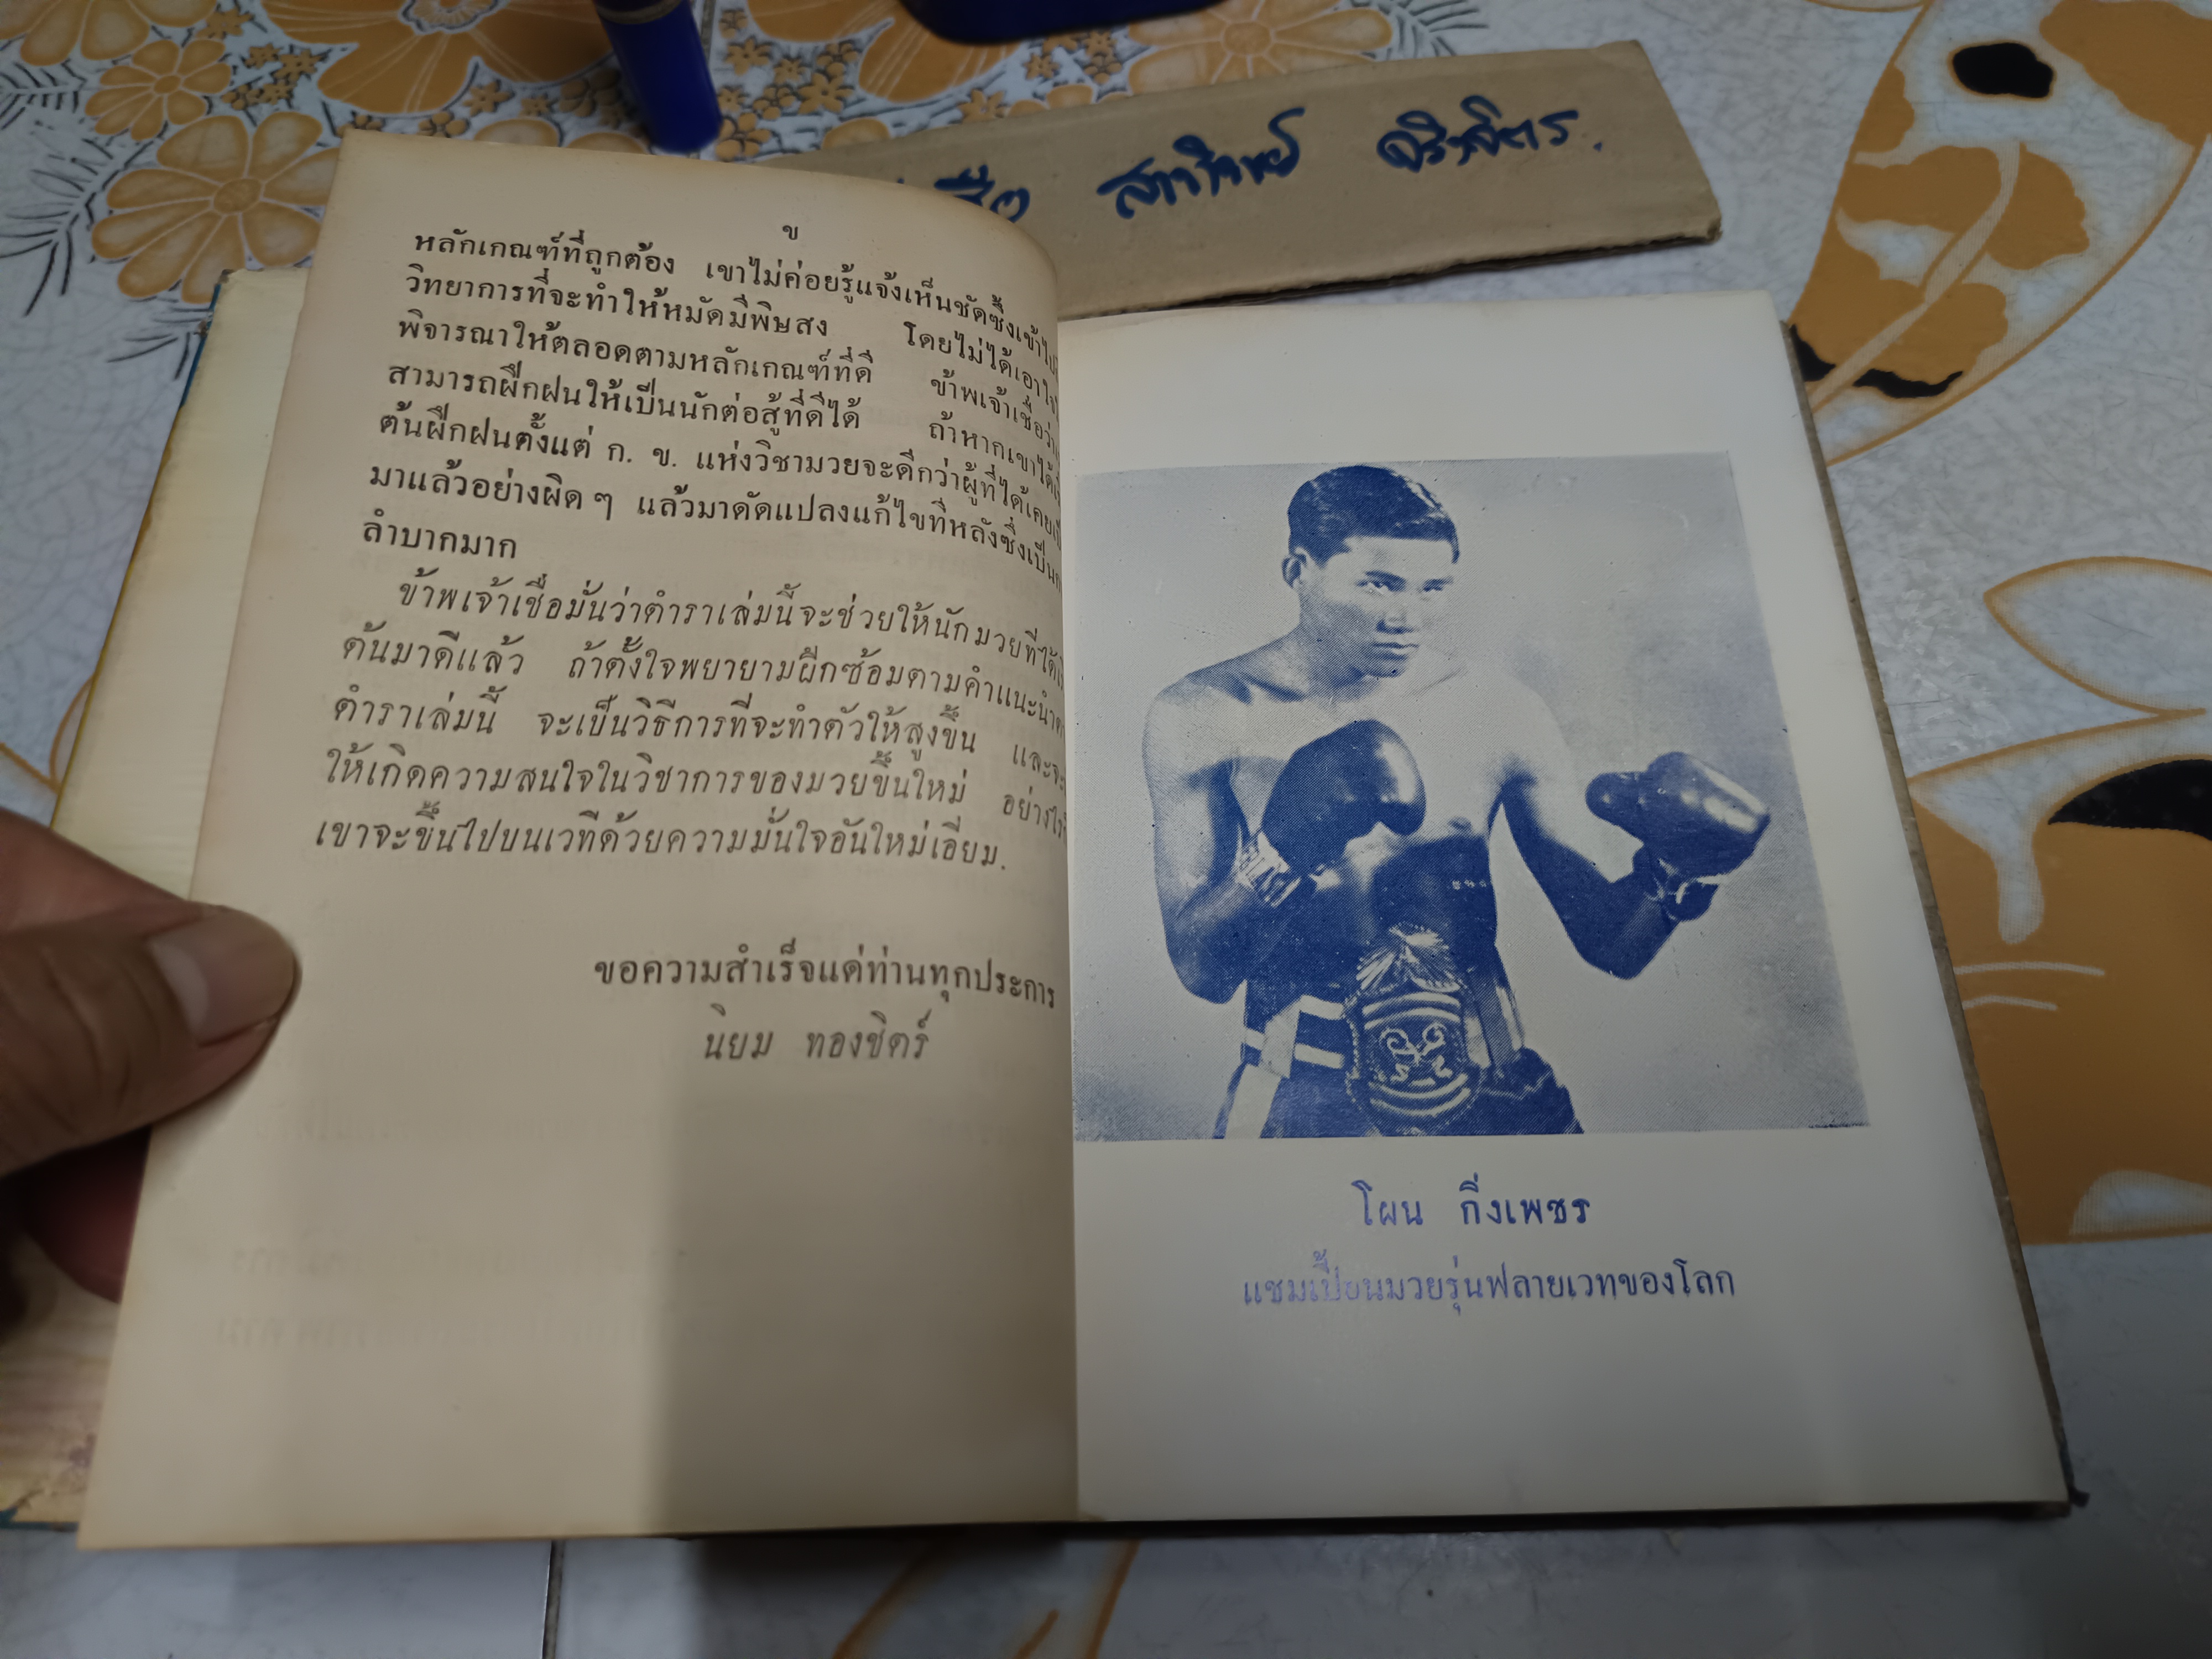 สาจาโรจน์
ข
หลักเกณฑ์ที่ถูกต้อง เขาไม่ค่อยรู้แจ้งเห็นชัดซึ้งเข้าไป
วิทยาการที่จะทำให้หมัดมีพิษสง โดยไม่ได้เอาใจ
พิจารณาให้ตลอดตามหลักเกณฑ์ที่ดี ข้าพเจ้าเชื่อว่า
สามารถฝึกฝนให้เป็นนักต่อสู้ที่ดีได้ ถ้าหากเขาได้
ต้นฝึกฝนตั้งแต่ ก. ข. แห่งวิชามวยจะดีกว่าผู้ที่ได้เคย
มาแล้วอย่างผิด ๆ แล้วมาดัดแปลงแก้ไขทีหลังซึ่งเป็น
ลำบากมาก
ข้าพเจ้าเชื่อมั่นว่าตำราเล่มนี้จะช่วยให้นักมวยที่ได้
ต้นมาดีแล้ว ถ้าตั้งใจพยายามฝึกซ้อมตามคำแนะนำ
ตำราเล่มนี้ จะเป็นวิธีการที่จะทำตัวให้สูงขึ้น และจะ
ให้เกิดความสนใจในวิชาการของมวยขึ้นใหม่ อย่างไร
เขาจะขึ้นไปบนเวทีด้วยความมั่นใจอันใหม่เอี่ยม.
ขอความสำเร็จแด่ท่านทุกประการ
นิยม ทองชิตร์
โผน กิ่งเพชร
แชมเปี้ยนมวยรุ่นฟลายเวทของโลก